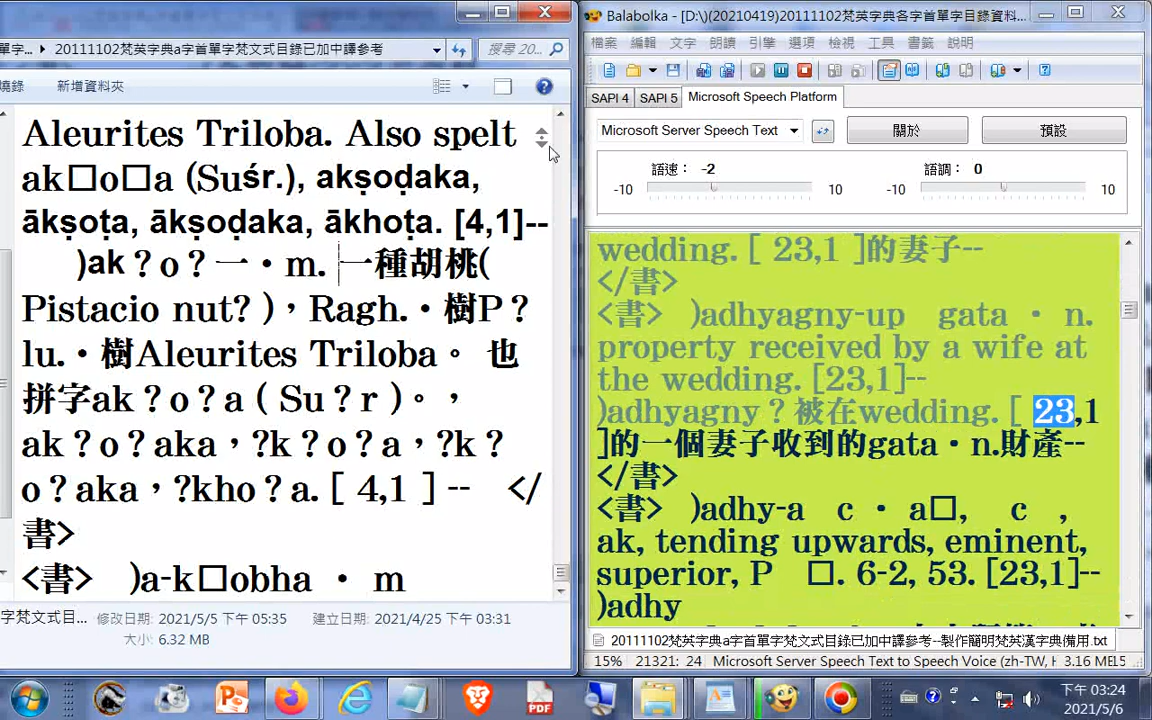 單字... ▸ 20111102梵英字典a字首單字梵文式目錄已加中譯參考
搜尋 20...
燒錄 新增資料夾
Aleurites Triloba. Also spelt
ak□o□a (Suśr.), akṣoḍaka,
ākṣoṭa, ākṣoḍaka, ākhoṭa. [4,1]--
)ak？o？一・m. 一種胡桃(
Pistacio nut? )，Ragh.・樹P？
lu.・樹Aleurites Triloba。 也
拼字ak？o？a ( Su？r )。，
ak？o？aka，?k？o？a，?k？
o？aka，?kho？a. [ 4,1 ] -- </
書>
<書> )a-k□obha ・ m
字梵文式目... 修改日期: 2021/5/5 下午 05:35 建立日期: 2021/4/25 下午 03:31
大小: 6.32 MB
Balabolka - [D:\)(20210419)20111102梵英字典各字首單字目錄資料...
檔案 編輯 文字 朗讀 引擎 選項 檢視 工具 書籤 說明
SAPI 4 SAPI 5 Microsoft Speech Platform
Microsoft Server Speech Text 關於 預設
語速: -2 語調: 0
-10 10 -10 10
wedding. [ 23,1 ]的妻子--
</書>
<書> )adhyagny-up gata ・ n.
property received by a wife at
the wedding. [23,1]--
)adhyagny？被在wedding. [ 23,1
]的一個妻子收到的gata・n.財產--
</書>
<書> )adhy-a c ・ a□, c ,
ak, tending upwards, eminent,
superior, P □. 6-2, 53. [23,1]--
)adhy
20111102梵英字典a字首單字梵文式目錄已加中譯參考--製作簡明梵英漢字典備用.txt
15% 21321: 24 Microsoft Server Speech Text to Speech Voice (zh-TW, H 3.16 MB
下午 03:24
2021/5/6